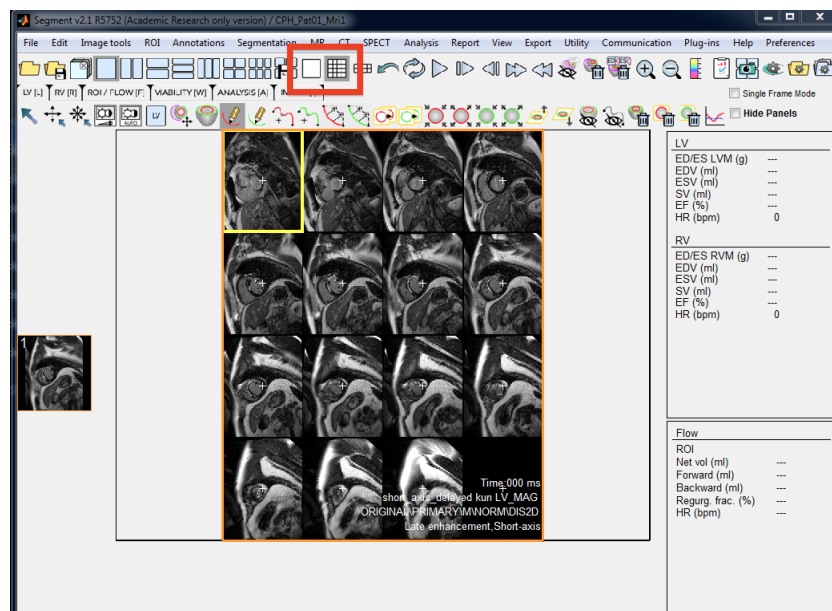 Segment v2.1 R5752 (Academic Research only version) / CPH_Pat01_Mri1
File Edit Image tools ROI Annotations Segmentation MR CT SPECT Analysis Report View Export Utility Communication Plug-ins Help Preferences
LV [L] RV [R] ROI / FLOW [F] VIABILITY [W] ANALYSIS [A]
Single Frame Mode
AUTO LV
Hide Panels
LV
ED/ES LVM (g) ---
EDV (ml) ---
ESV (ml) ---
SV (ml) ---
EF (%) ---
HR (bpm) 0
RV
ED/ES RVM (g) ---
EDV (ml) ---
ESV (ml) ---
SV (ml) ---
EF (%) ---
HR (bpm) 0
1
Time:000 ms
short_axis_delayed kun LV_MAG
ORIGINAL\PRIMARY\M\NORM\DIS2D
Late enhancement,Short-axis
Flow
ROI
Net vol (ml) ---
Forward (ml) ---
Backward (ml) ---
Regurg. frac. (%) ---
HR (bpm) ---